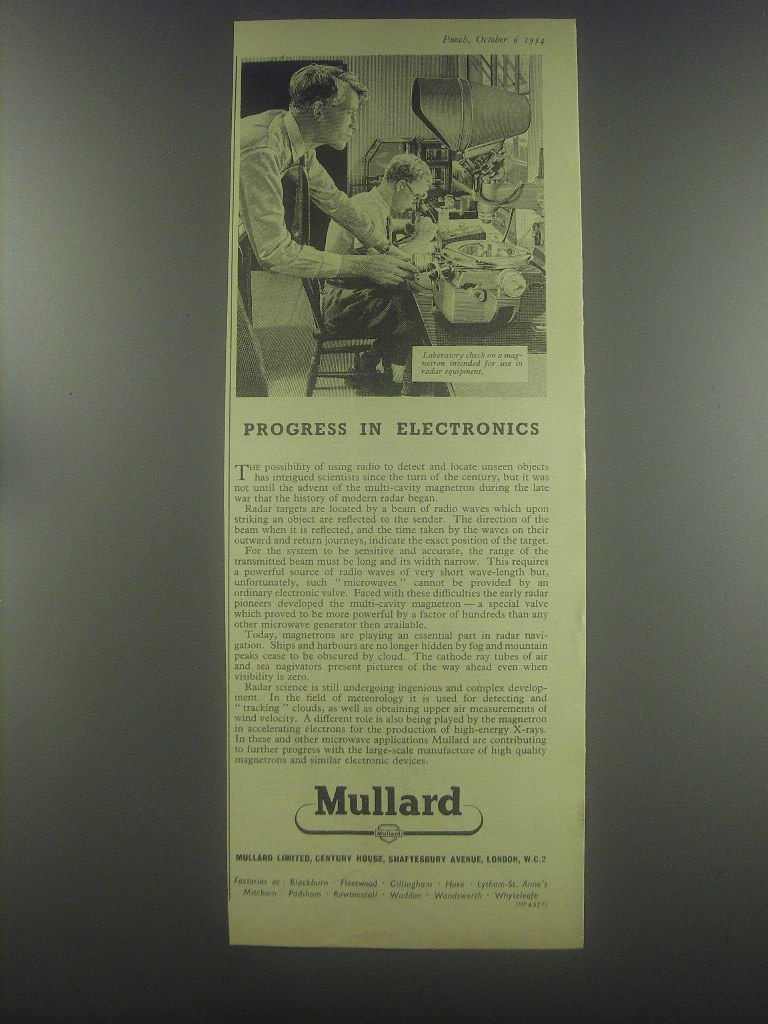 Punch, October 6 1954
Laboratory check on a mag-
netron intended for use in
radar equipment.
PROGRESS IN ELECTRONICS
THE possibility of using radio to detect and locate unseen objects
has intrigued scientists since the turn of the century, but it was
not until the advent of the multi-cavity magnetron during the late
war that the history of modern radar began.
Radar targets are located by a beam of radio waves which upon
striking an object are reflected to the sender. The direction of the
beam when it is reflected, and the time taken by the waves on their
outward and return journeys, indicate the exact position of the target.
For the system to be sensitive and accurate, the range of the
transmitted beam must be long and its width narrow. This requires
a powerful source of radio waves of very short wave-length but,
unfortunately, such "microwaves" cannot be provided by an
ordinary electronic valve. Faced with these difficulties the early radar
pioneers developed the multi-cavity magnetron — a special valve
which proved to be more powerful by a factor of hundreds than any
other microwave generator then available.
Today, magnetrons are playing an essential part in radar navi-
gation. Ships and harbours are no longer hidden by fog and mountain
peaks cease to be obscured by cloud. The cathode ray tubes of air
and sea nagivators present pictures of the way ahead even when
visibility is zero.
Radar science is still undergoing ingenious and complex develop-
ment. In the field of meteorology it is used for detecting and
"tracking" clouds, as well as obtaining upper air measurements of
wind velocity. A different role is also being played by the magnetron
in accelerating electrons for the production of high-energy X-rays.
In these and other microwave applications Mullard are contributing
to further progress with the large-scale manufacture of high quality
magnetrons and similar electronic devices.
Mullard
Mullard
MULLARD LIMITED, CENTURY HOUSE, SHAFTESBURY AVENUE, LONDON, W.C.2
Factories at: Blackburn · Fleetwood · Gillingham · Hove · Lytham-St. Anne's
Mitcham · Padiham · Rawtenstall · Waddon · Wandsworth · Whyteleafe